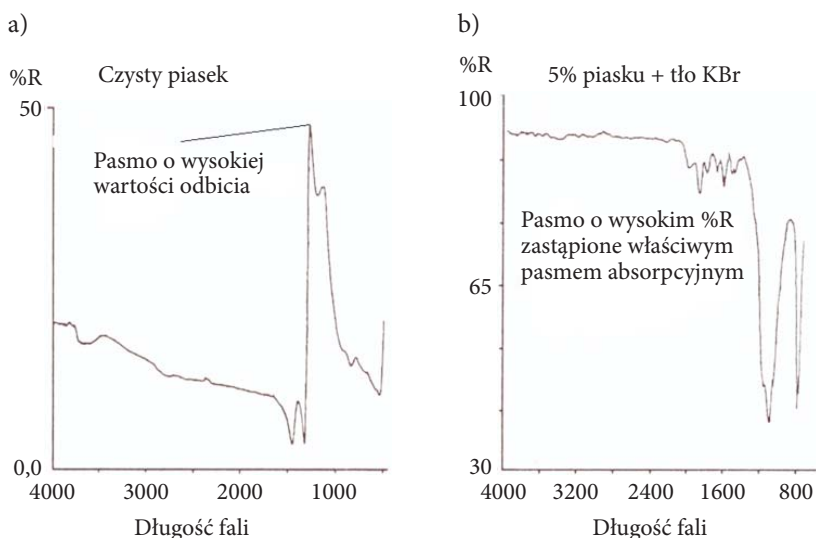 a)
%R
Czysty piasek
50
Pasmo o wysokiej
wartości odbicia
0,0
4000 3000 2000 1000
Długość fali
b)
%R
5% piasku + tło KBr
100
Pasmo o wysokim %R
zastąpione właściwym
pasmem absorpcyjnym
65
30
4000 3200 2400 1600 800
Długość fali